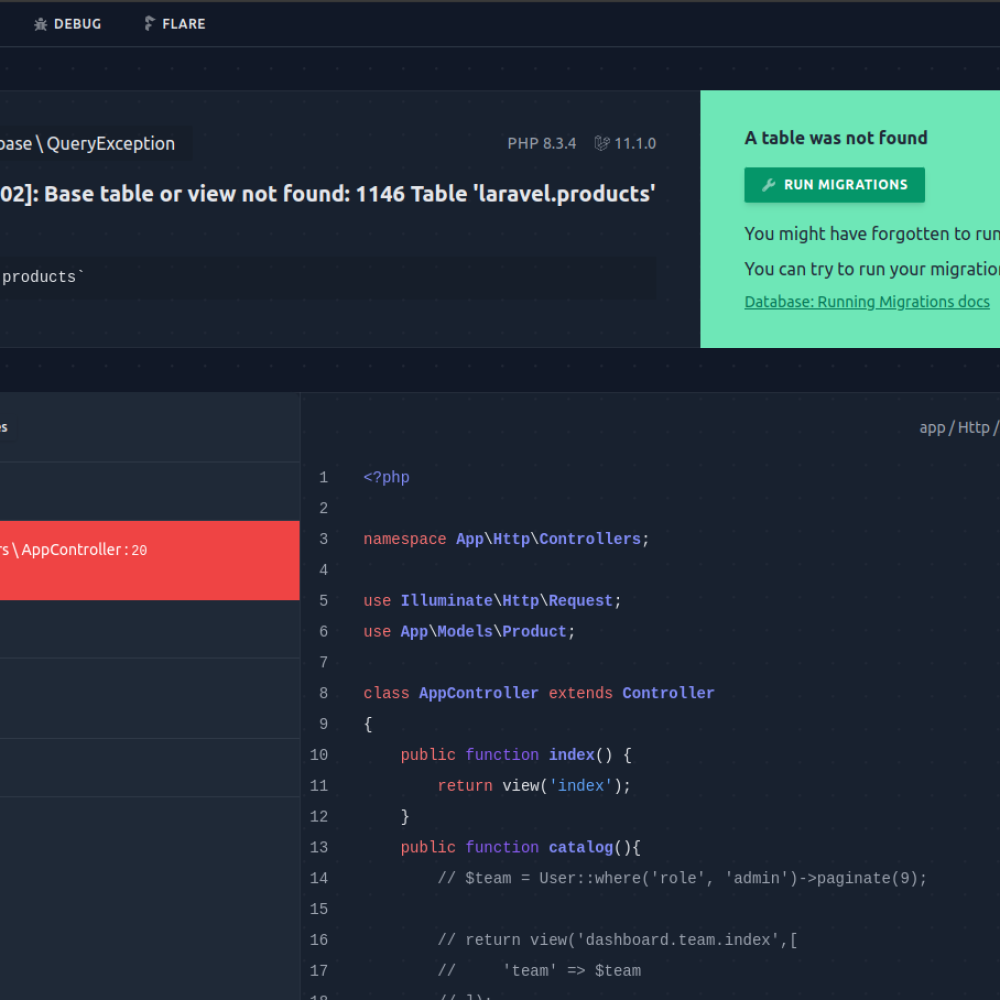 DEBUG FLARE
base \ QueryException PHP 8.3.4 11.1.0
02]: Base table or view not found: 1146 Table 'laravel.products'
products`
A table was not found
RUN MIGRATIONS
You might have forgotten to run
You can try to run your migration
Database: Running Migrations docs
es
rs \ AppController : 20
app / Http /
1 <?php
2
3 namespace App\Http\Controllers;
4
5 use Illuminate\Http\Request;
6 use App\Models\Product;
7
8 class AppController extends Controller
9 {
10     public function index() {
11         return view('index');
12     }
13     public function catalog(){
14         // $team = User::where('role', 'admin')->paginate(9);
15
16         // return view('dashboard.team.index',[
17         //     'team' => $team
18         // ]);